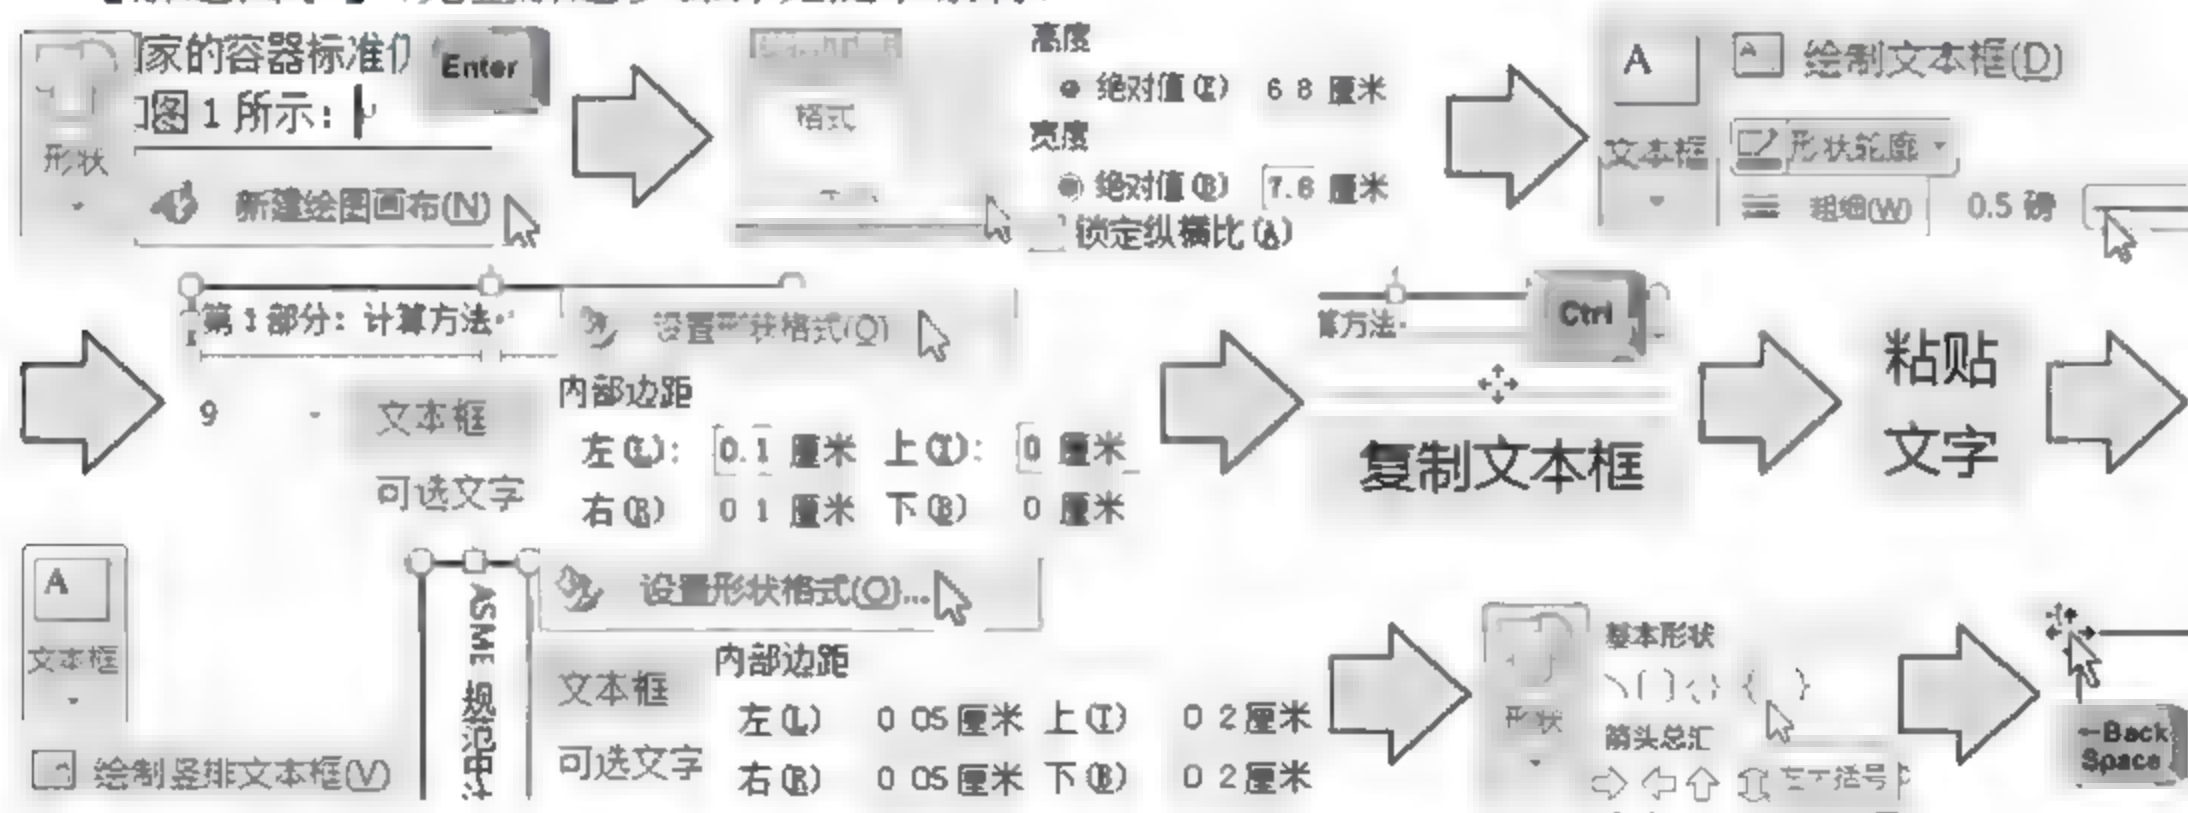 家的容器标准
Enter
图 1 所示:
形状
新建绘图画布(N)
格式
高度
绝对值(E) 6.8 厘米
宽度
绝对值(B) 7.6 厘米
锁定纵横比(A)
A
绘制文本框(D)
文本框
形状轮廓
粗细(W) 0.5 磅
第 1 部分: 计算方法
设置形状格式(O)
9
文本框
可选文字
内部边距
左(L): 0.1 厘米 上(T): 0 厘米
右(R) 0.1 厘米 下(B) 0 厘米
算方法
Ctrl
复制文本框
粘贴
文字
A
文本框
绘制竖排文本框(V)
ASME 规范
设置形状格式(O)...
文本框
可选文字
内部边距
左(L) 0.05 厘米 上(T) 0.2 厘米
右(R) 0.05 厘米 下(B) 0.2 厘米
形状
基本形状
箭头总汇
括号
←Back
Space